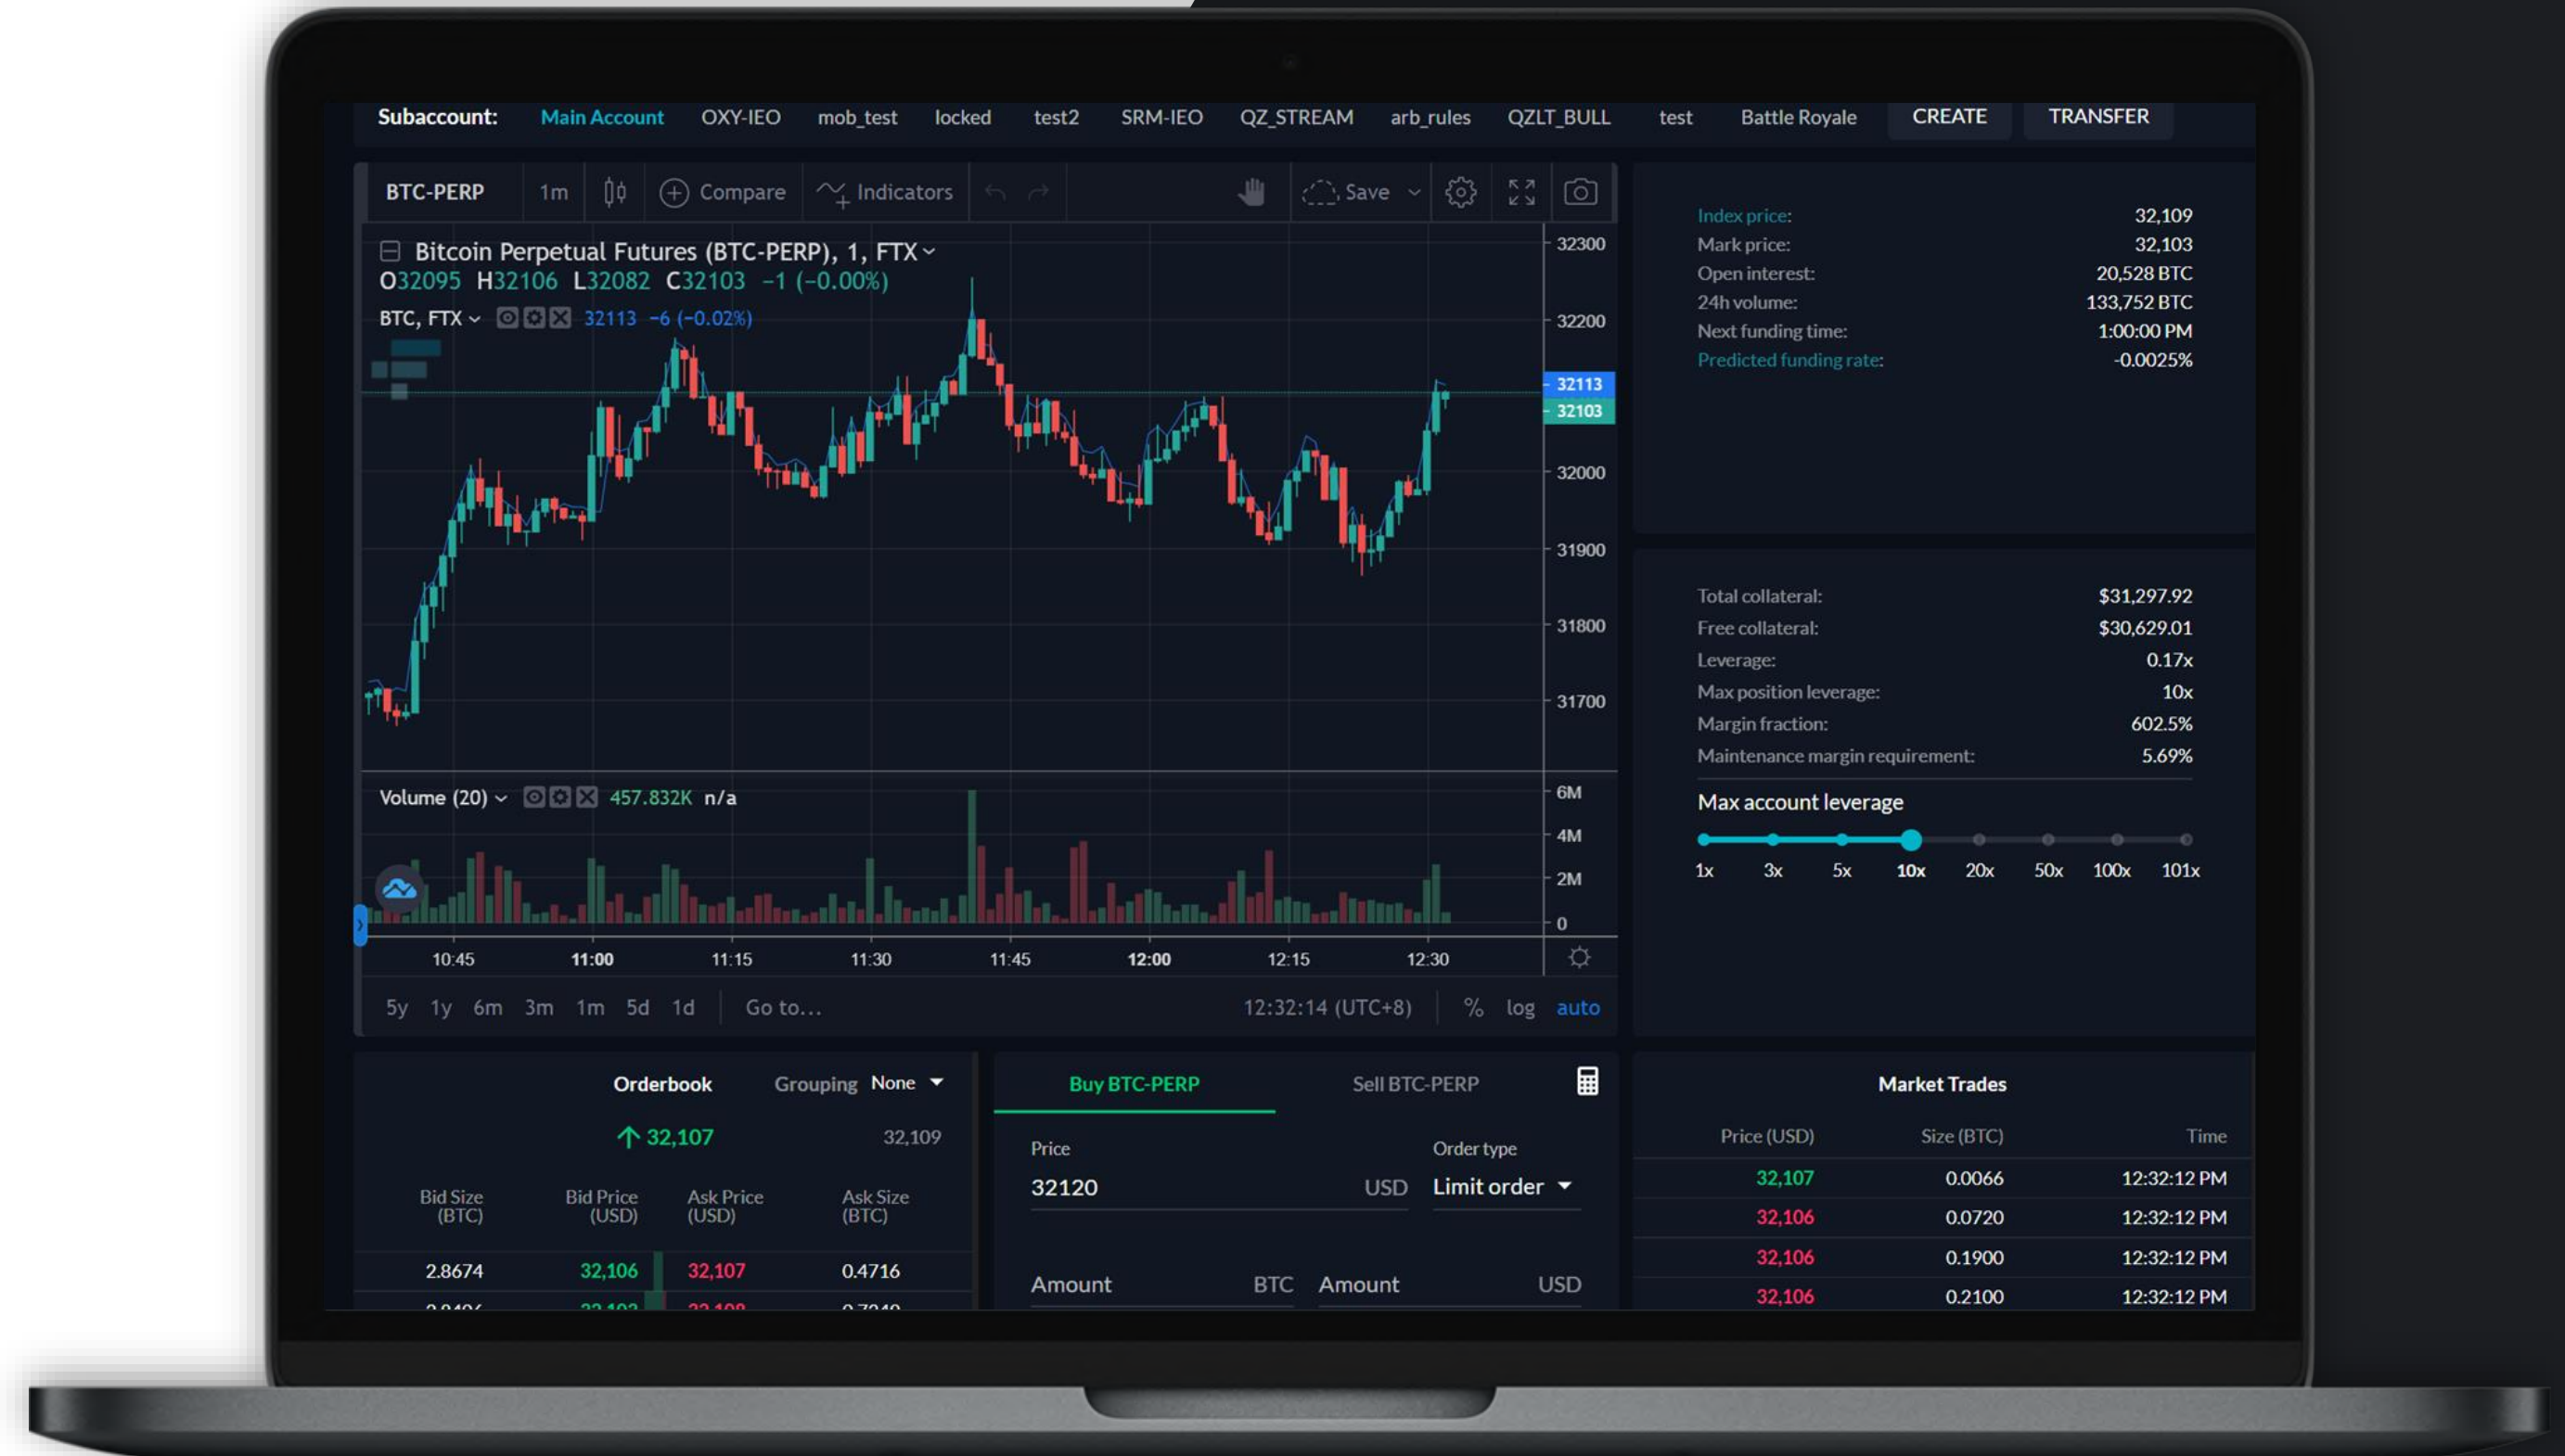 Subaccount: Main Account OXY-IEO mob_test locked test2 SRM-IEO QZ_STREAM arb_rules QZLT_BULL test Battle Royale CREATE TRANSFER
BTC-PERP 1m Compare Indicators Save
Bitcoin Perpetual Futures (BTC-PERP), 1, FTX
O32095 H32106 L32082 C32103 −1 (−0.00%)
BTC, FTX 32113 −6 (−0.02%)
32300
32200
32113
32103
32000
31900
31800
31700
Volume (20) 457.832K n/a
6M
4M
2M
0
10:45 11:00 11:15 11:30 11:45 12:00 12:15 12:30
5y 1y 6m 3m 1m 5d 1d Go to... 12:32:14 (UTC+8) % log auto
Index price: 32,109
Mark price: 32,103
Open interest: 20,528 BTC
24h volume: 133,752 BTC
Next funding time: 1:00:00 PM
Predicted funding rate: -0.0025%
Total collateral: $31,297.92
Free collateral: $30,629.01
Leverage: 0.17x
Max position leverage: 10x
Margin fraction: 602.5%
Maintenance margin requirement: 5.69%
Max account leverage
1x 3x 5x 10x 20x 50x 100x 101x
Orderbook Grouping None
32,107 32,109
Bid Size (BTC) Bid Price (USD) Ask Price (USD) Ask Size (BTC)
2.8674 32,106 32,107 0.4716
Buy BTC-PERP Sell BTC-PERP
Price Order type
32120 USD Limit order
Amount BTC Amount USD
Market Trades
Price (USD) Size (BTC) Time
32,107 0.0066 12:32:12 PM
32,106 0.0720 12:32:12 PM
32,106 0.1900 12:32:12 PM
32,106 0.2100 12:32:12 PM